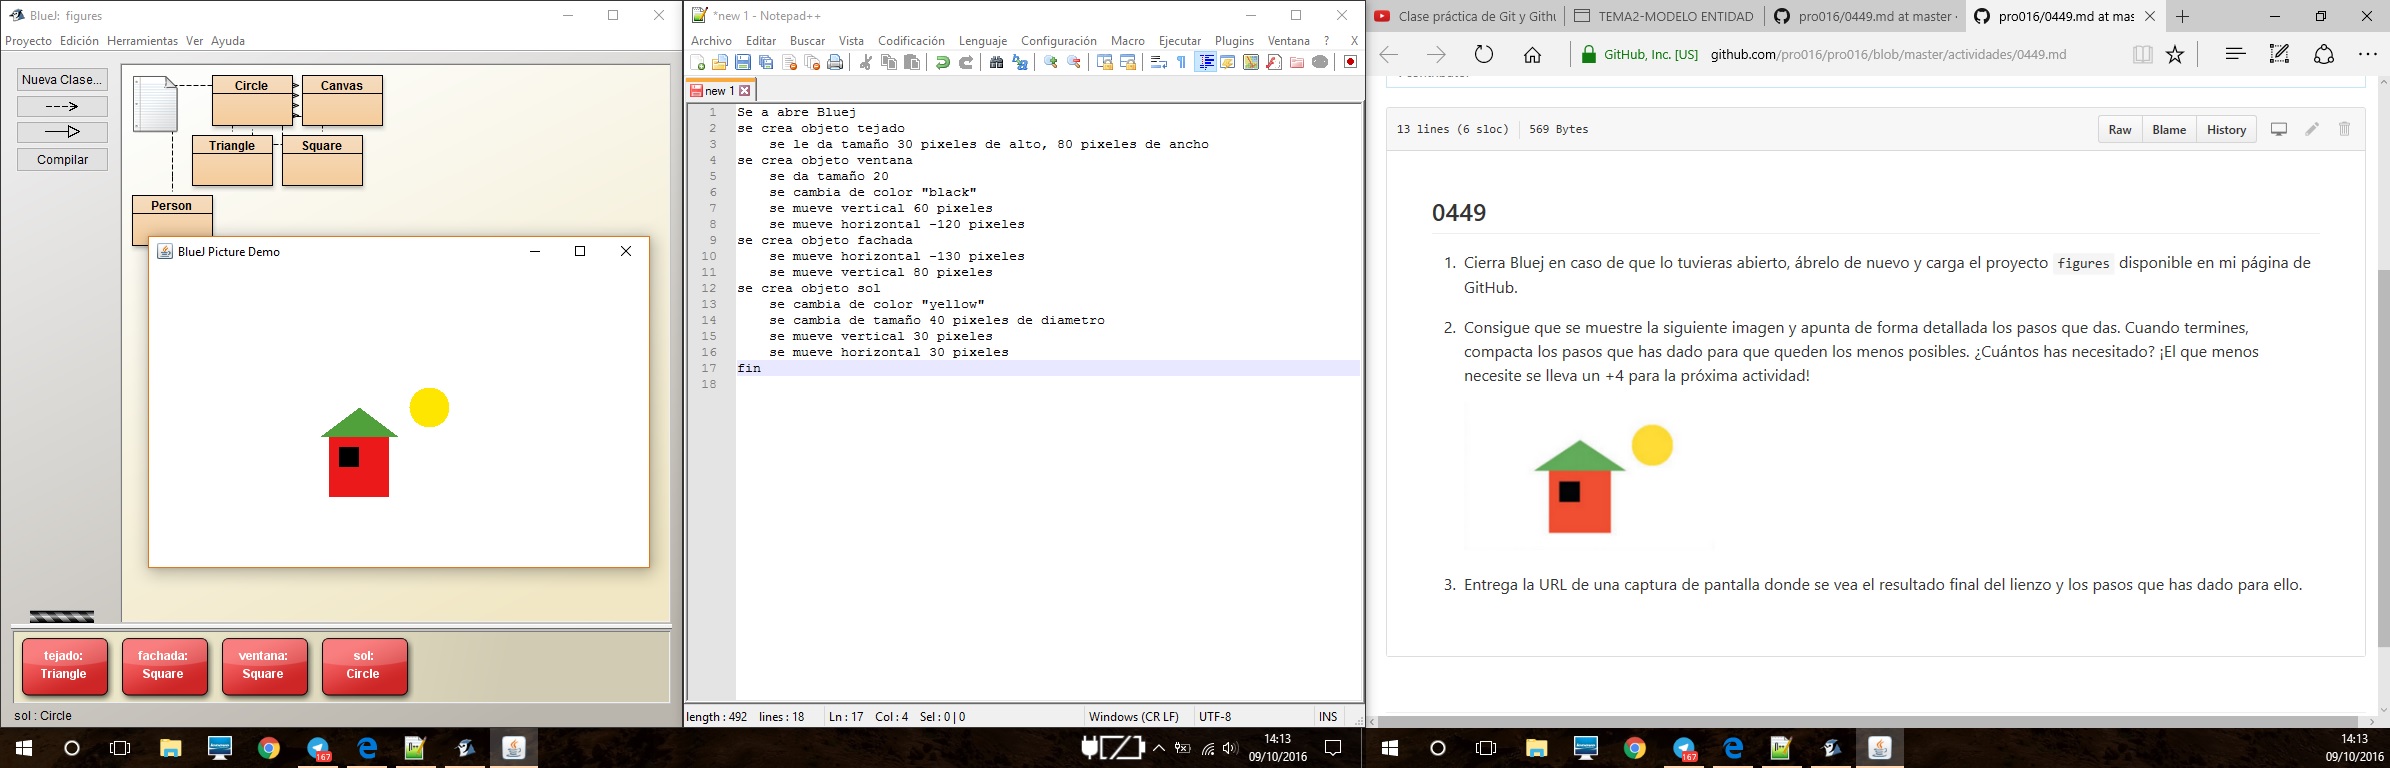 BlueJ: figures
Proyecto Edición Herramientas Ver Ayuda
Nueva Clase...
Compilar
Circle
Canvas
Triangle
Square
Person
BlueJ Picture Demo
tejado:
Triangle
fachada:
Square
ventana:
Square
sol:
Circle
sol : Circle
*new 1 - Notepad++
Archivo Editar Buscar Vista Codificación Lenguaje Configuración Macro Ejecutar Plugins Ventana ? X
new 1
1 Se a abre Bluej
2 se crea objeto tejado
3 se le da tamaño 30 pixeles de alto, 80 pixeles de ancho
4 se crea objeto ventana
5 se da tamaño 20
6 se cambia de color "black"
7 se mueve vertical 60 pixeles
8 se mueve horizontal -120 pixeles
9 se crea objeto fachada
10 se mueve horizontal -130 pixeles
11 se mueve vertical 80 pixeles
12 se crea objeto sol
13 se cambia de color "yellow"
14 se cambia de tamaño 40 pixeles de diametro
15 se mueve vertical 30 pixeles
16 se mueve horizontal 30 pixeles
17 fin
18
length : 492 lines : 18 Ln : 17 Col : 4 Sel : 0 | 0 Windows (CR LF) UTF-8 INS
Clase práctica de Git y Githu
TEMA2-MODELO ENTIDAD
pro016/0449.md at master
pro016/0449.md at mas
GitHub, Inc. [US] github.com/pro016/pro016/blob/master/actividades/0449.md
13 lines (6 sloc) 569 Bytes
Raw Blame History
0449
1. Cierra Bluej en caso de que lo tuvieras abierto, ábrelo de nuevo y carga el proyecto figures disponible en mi página de
GitHub.
2. Consigue que se muestre la siguiente imagen y apunta de forma detallada los pasos que das. Cuando termines,
compacta los pasos que has dado para que queden los menos posibles. ¿Cuántos has necesitado? ¡El que menos
necesite se lleva un +4 para la próxima actividad!
3. Entrega la URL de una captura de pantalla donde se vea el resultado final del lienzo y los pasos que has dado para ello.
167
14:13
09/10/2016
167
14:13
09/10/2016